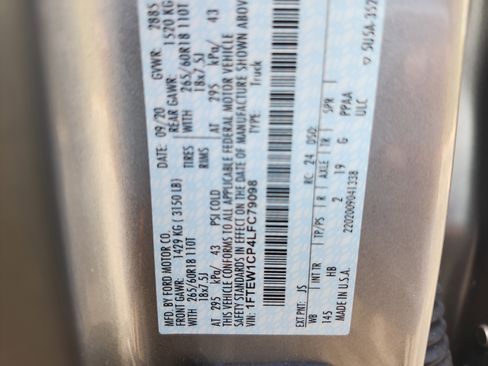 MFD. BY FORD MOTOR CO.
DATE: 09/20 GVWR: 2885
FRONT GAWR: REAR GAWR:
1429 KG ( 3150 LB) 1520 KG
265/60R18 110T TIRES WITH 265/60R18 110T
18x7.5J RIMS 18x7.5J
AT 295 kPa/ 43 PSI COLD AT 295 kPa/ 43
THIS VEHICLE CONFORMS TO ALL APPLICABLE FEDERAL MOTOR VEHICLE
SAFETY STANDARDS IN EFFECT ON THE DATE OF MANUFACTURE SHOWN ABOVE
VIN: 1FTEW1CP4LFC79098 TYPE: Truck
EXT PNT: JS RC: 24 DSO:
WB INT TR TP/PS R AXLE TR SPR
145 HB 2 19 G PPAA
MADE IN U.S.A. 2202009041338 ULC
5USA-357